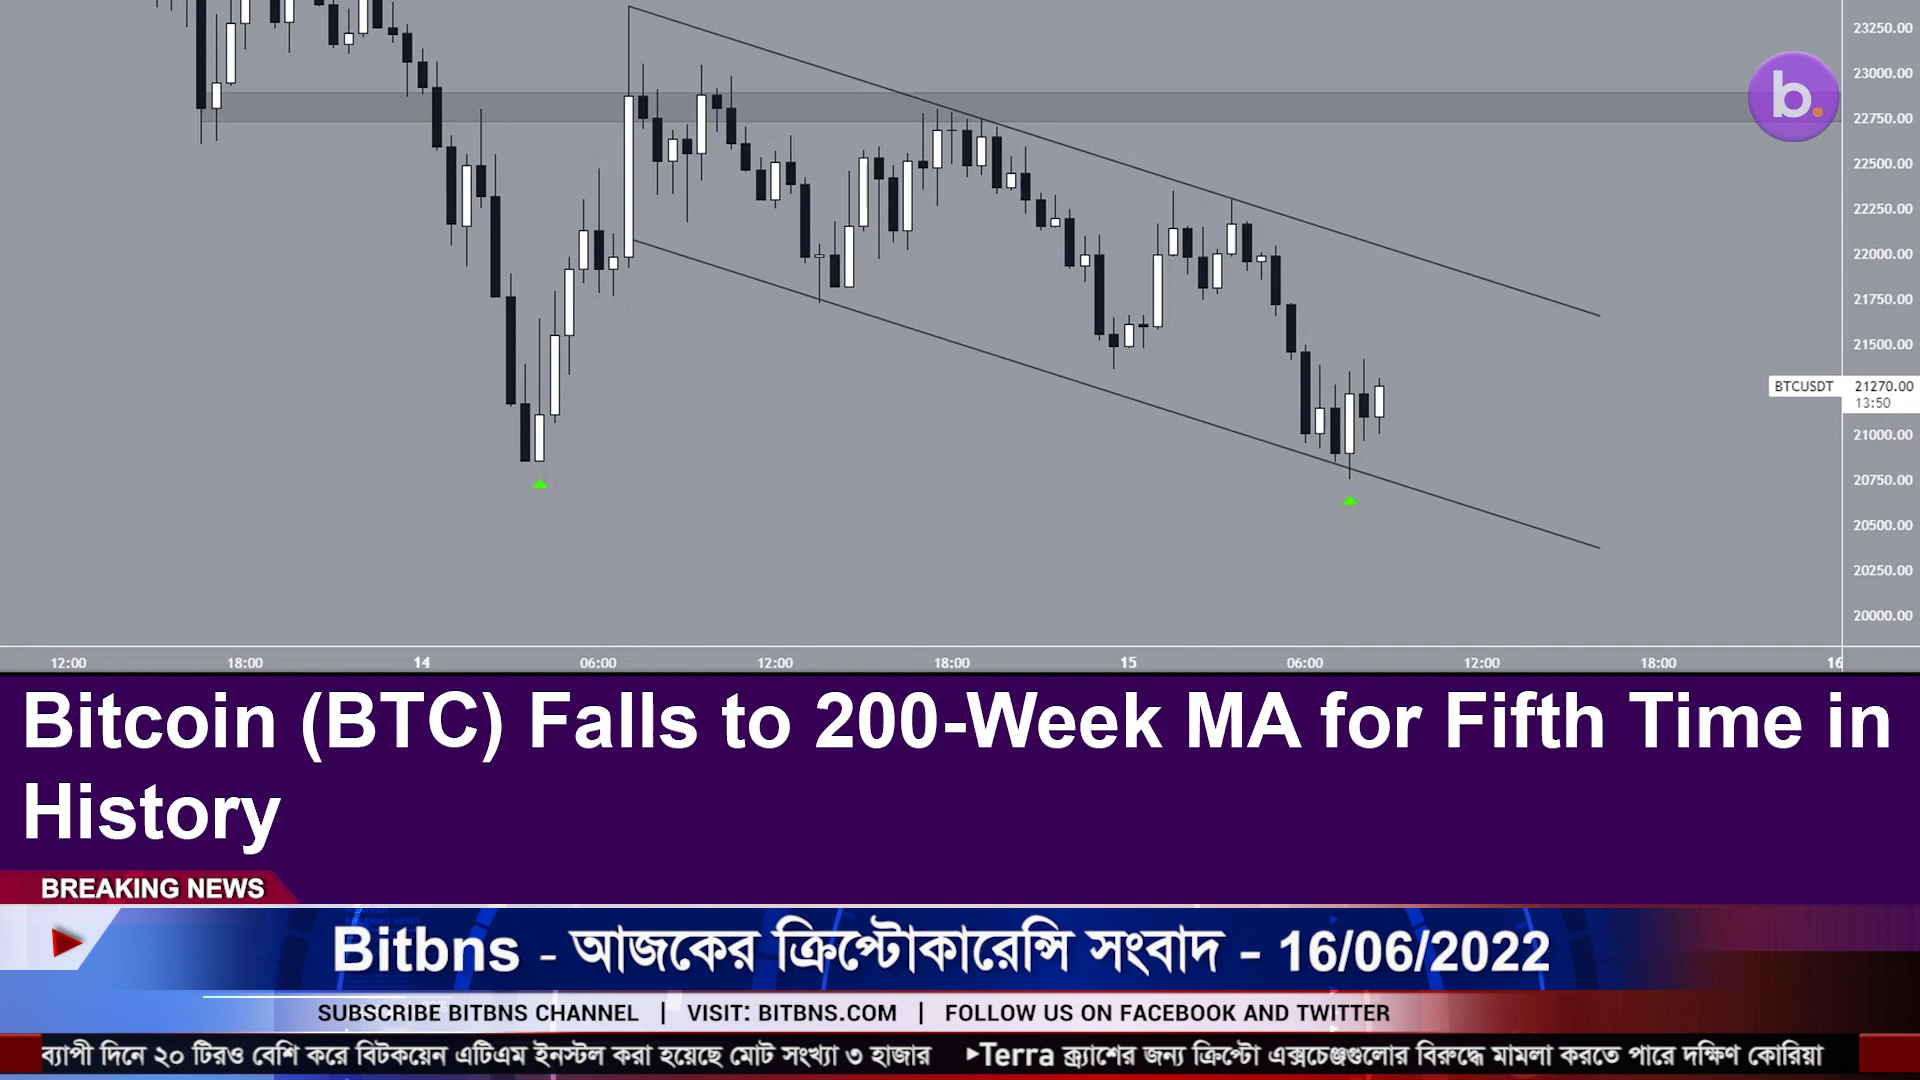 23250.00
23000.00
b.
22750.00
22500.00
22250.00
22000.00
21750.00
21500.00
BTCUSDT 21270.00
13:50
21000.00
20750.00
20500.00
20250.00
20000.00
12:00 18:00 14 06:00 12:00 18:00 15 06:00 12:00 18:00 16
Bitcoin (BTC) Falls to 200-Week MA for Fifth Time in
History
BREAKING NEWS
WEATHER
BREAKING NEWS
Bitbns - আজকের ক্রিপ্টোকারেন্সি সংবাদ - 16/06/2022
SUBSCRIBE BITBNS CHANNEL | VISIT: BITBNS.COM | FOLLOW US ON FACEBOOK AND TWITTER
ব্যাপী দিনে ২০ টিরও বেশি করে বিটকয়েন এটিএম ইনস্টল করা হয়েছে মোট সংখ্যা ৩ হাজার ▸Terra ক্র্যাশের জন্য ক্রিপ্টো এক্সচেঞ্জগুলোর বিরুদ্ধে মামলা করতে পারে দক্ষিণ কোরিয়া